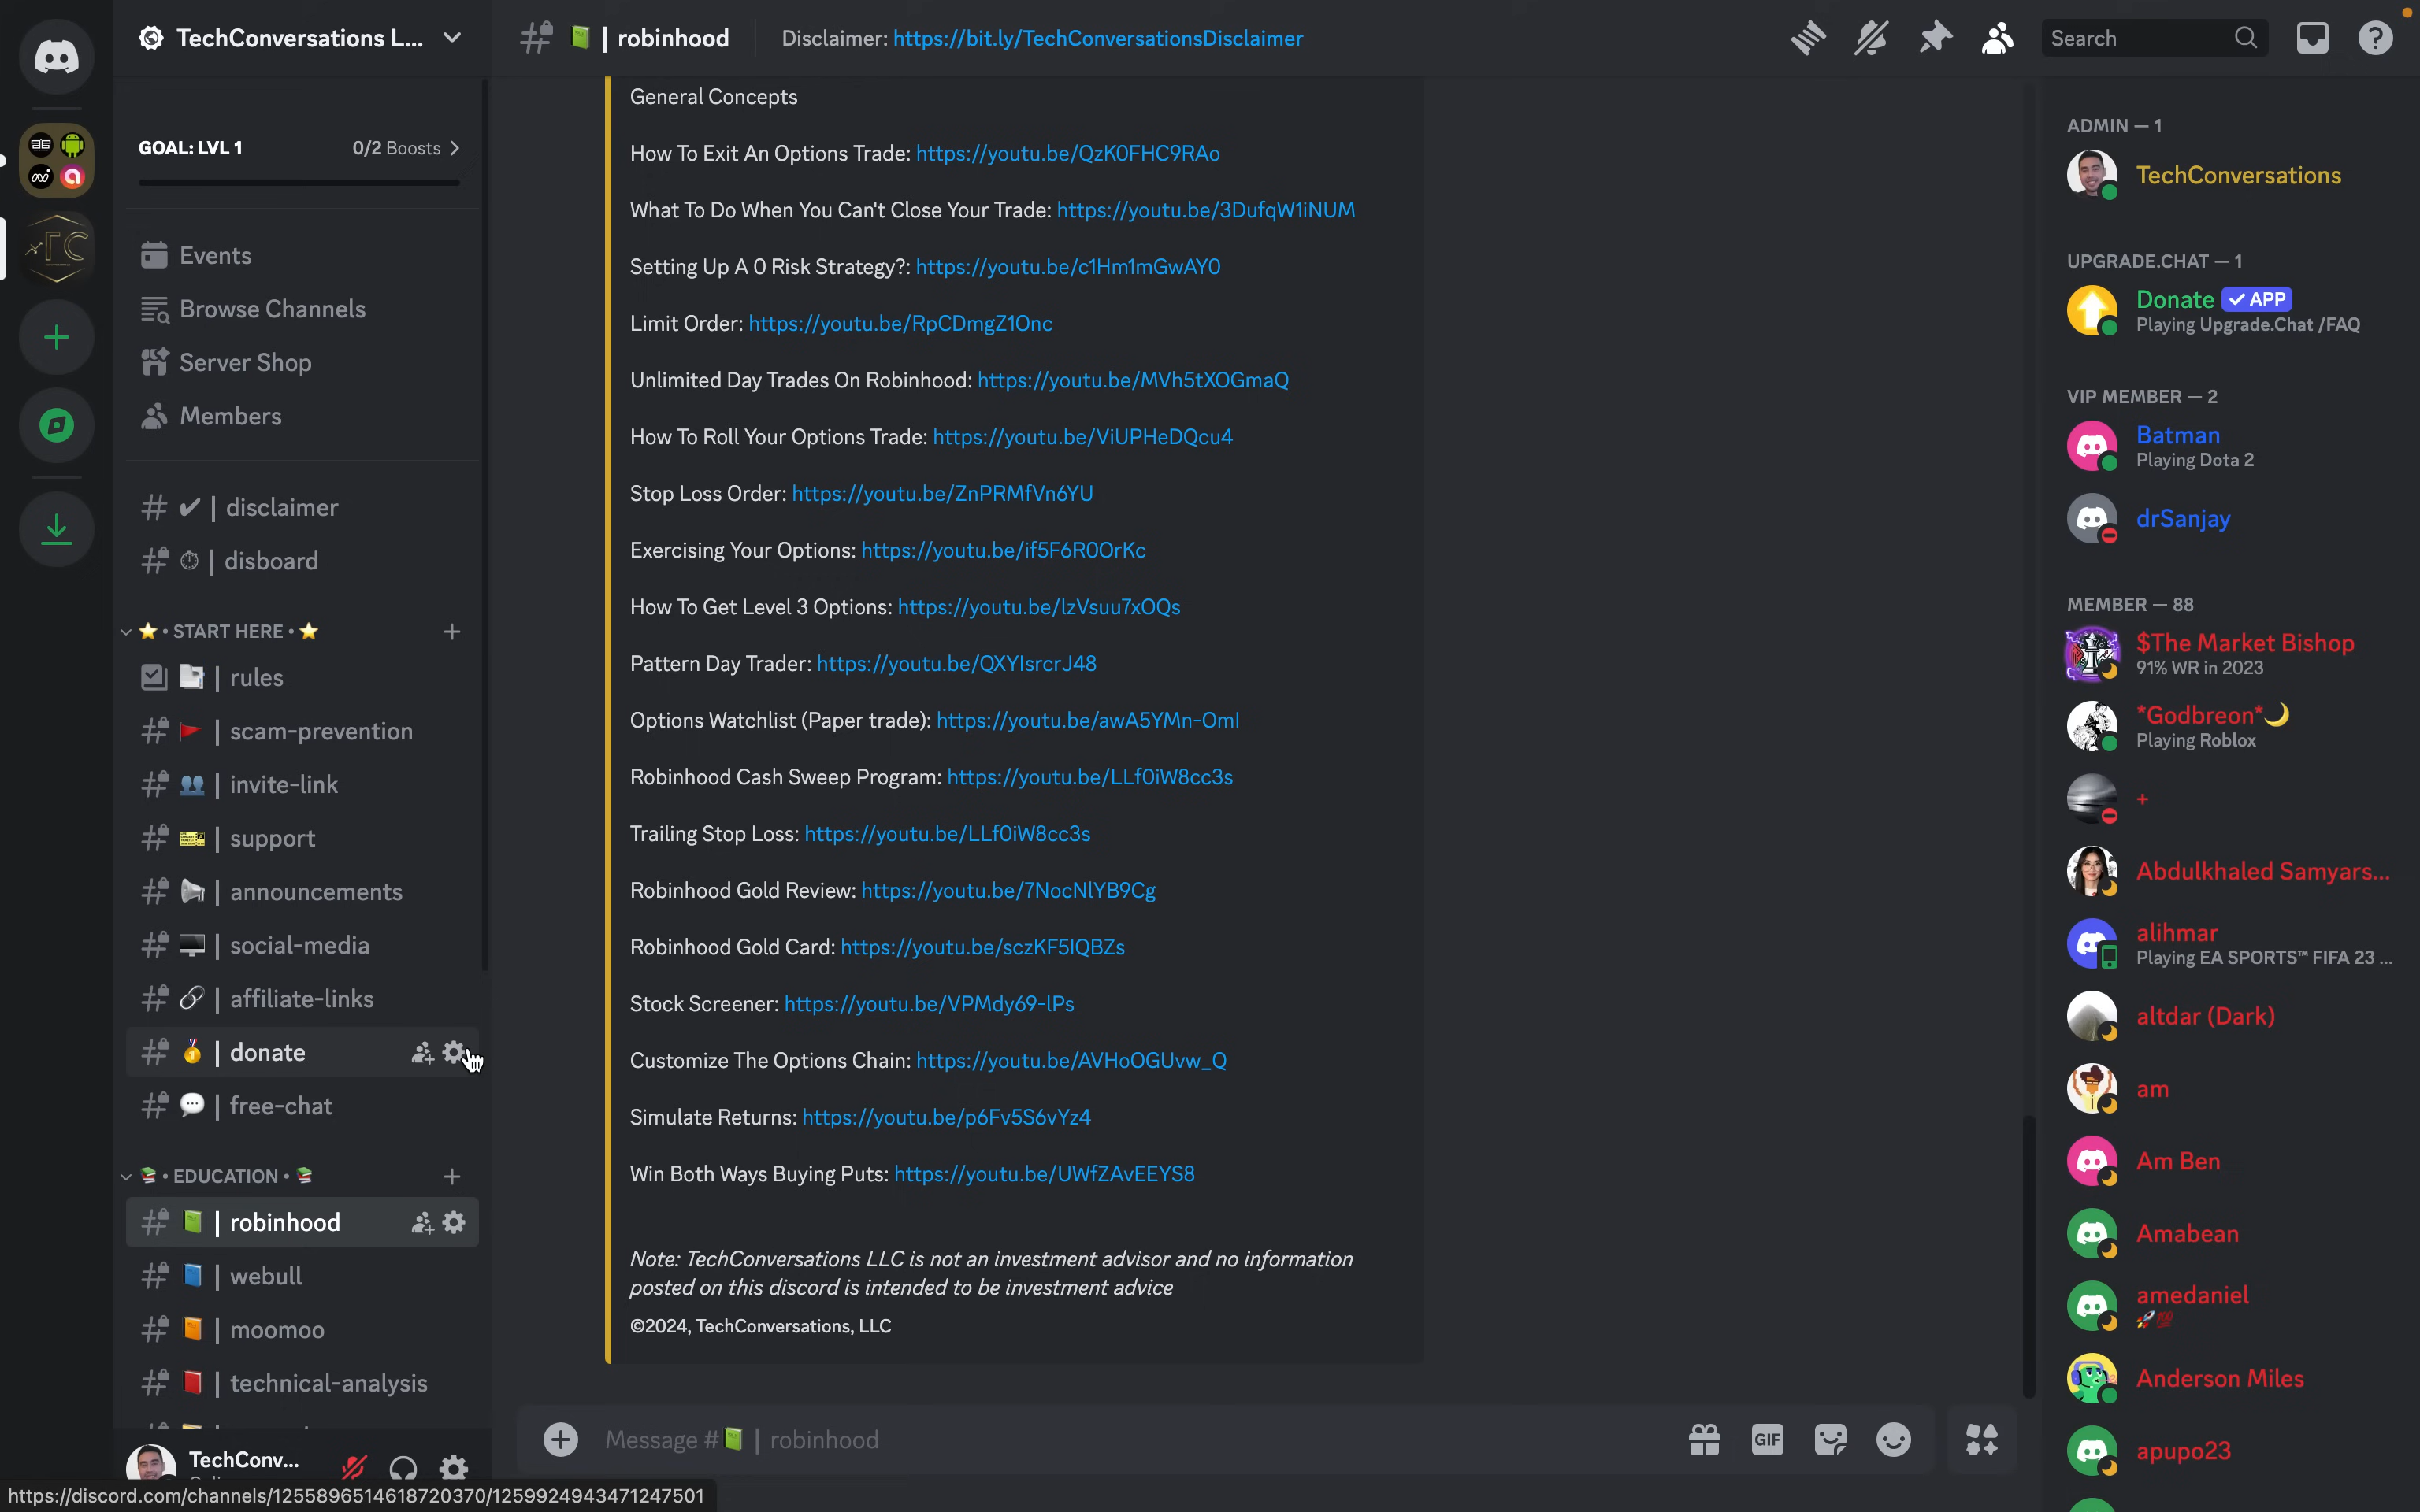 TechConversations L...
GOAL: LVL 1
0/2 Boosts
Events
Browse Channels
Server Shop
Members
disclaimer
disboard
START HERE
rules
scam-prevention
invite-link
support
announcements
social-media
affiliate-links
donate
free-chat
EDUCATION
robinhood
webull
moomoo
technical-analysis
TechConv...
https://discord.com/channels/1255896514618720370/1259924943471247501
# 📗 | robinhood
Disclaimer: https://bit.ly/TechConversationsDisclaimer
Search
General Concepts
How To Exit An Options Trade: https://youtu.be/QzK0FHC9RAo
What To Do When You Can't Close Your Trade: https://youtu.be/3DufqW1iNUM
Setting Up A 0 Risk Strategy?: https://youtu.be/c1Hm1mGwAY0
Limit Order: https://youtu.be/RpCDmgZ1Onc
Unlimited Day Trades On Robinhood: https://youtu.be/MVh5tXOGmaQ
How To Roll Your Options Trade: https://youtu.be/ViUPHeDQcu4
Stop Loss Order: https://youtu.be/ZnPRMfVn6YU
Exercising Your Options: https://youtu.be/if5F6R0OrKc
How To Get Level 3 Options: https://youtu.be/lzVsuu7xOQs
Pattern Day Trader: https://youtu.be/QXYIsrcrJ48
Options Watchlist (Paper trade): https://youtu.be/awA5YMn-OmI
Robinhood Cash Sweep Program: https://youtu.be/LLf0iW8cc3s
Trailing Stop Loss: https://youtu.be/LLf0iW8cc3s
Robinhood Gold Review: https://youtu.be/7NocNlYB9Cg
Robinhood Gold Card: https://youtu.be/sczKF5IQBZs
Stock Screener: https://youtu.be/VPMdy69-lPs
Customize The Options Chain: https://youtu.be/AVHoOGUvw_Q
Simulate Returns: https://youtu.be/p6Fv5S6vYz4
Win Both Ways Buying Puts: https://youtu.be/UWfZAvEEYS8
Note: TechConversations LLC is not an investment advisor and no information
posted on this discord is intended to be investment advice
©2024, TechConversations, LLC
Message #📗 | robinhood
GIF
ADMIN — 1
TechConversations
UPGRADE.CHAT — 1
Donate ✓ APP
Playing Upgrade.Chat /FAQ
VIP MEMBER — 2
Batman
Playing Dota 2
drSanjay
MEMBER — 88
$The Market Bishop
91% WR in 2023
*Godbreon*🌙
Playing Roblox
+
Abdulkhaled Samyars...
alihmar
Playing EA SPORTS™ FIFA 23 ...
altdar (Dark)
am
Am Ben
Amabean
amedaniel
🚀💯
Anderson Miles
apupo23